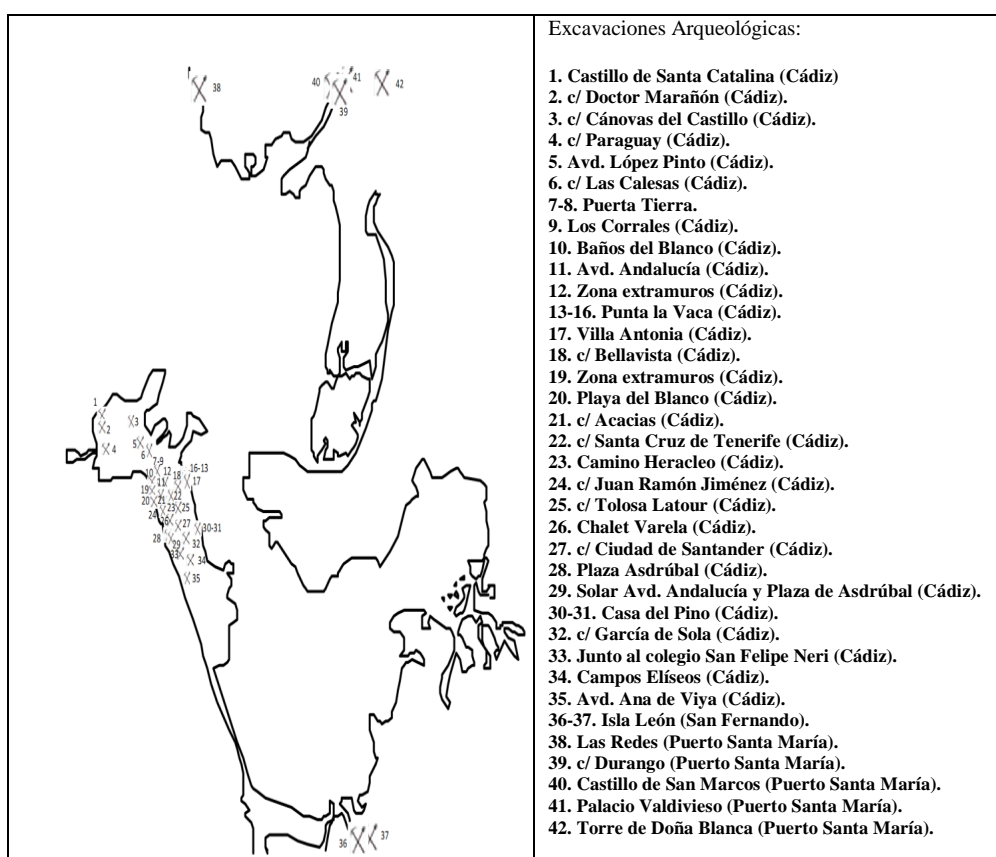 Excavaciones Arqueológicas:
1. Castillo de Santa Catalina (Cádiz)
2. c/ Doctor Marañón (Cádiz).
3. c/ Cánovas del Castillo (Cádiz).
4. c/ Paraguay (Cádiz).
5. Avd. López Pinto (Cádiz).
6. c/ Las Calesas (Cádiz).
7-8. Puerta Tierra.
9. Los Corrales (Cádiz).
10. Baños del Blanco (Cádiz).
11. Avd. Andalucía (Cádiz).
12. Zona extramuros (Cádiz).
13-16. Punta la Vaca (Cádiz).
17. Villa Antonia (Cádiz).
18. c/ Bellavista (Cádiz).
19. Zona extramuros (Cádiz).
20. Playa del Blanco (Cádiz).
21. c/ Acacias (Cádiz).
22. c/ Santa Cruz de Tenerife (Cádiz).
23. Camino Heracleo (Cádiz).
24. c/ Juan Ramón Jiménez (Cádiz).
25. c/ Tolosa Latour (Cádiz).
26. Chalet Varela (Cádiz).
27. c/ Ciudad de Santander (Cádiz).
28. Plaza Asdrúbal (Cádiz).
29. Solar Avd. Andalucía y Plaza de Asdrúbal (Cádiz).
30-31. Casa del Pino (Cádiz).
32. c/ García de Sola (Cádiz).
33. Junto al colegio San Felipe Neri (Cádiz).
34. Campos Elíseos (Cádiz).
35. Avd. Ana de Viya (Cádiz).
36-37. Isla León (San Fernando).
38. Las Redes (Puerto Santa María).
39. c/ Durango (Puerto Santa María).
40. Castillo de San Marcos (Puerto Santa María).
41. Palacio Valdivieso (Puerto Santa María).
42. Torre de Doña Blanca (Puerto Santa María).
38
40
41
42
39
1
2
3
4
5
6
7-9
10
12
16-13
11
18
17
19
22
20
21
23
25
24
26
27
30-31
28
29
32
33
34
35
36
37